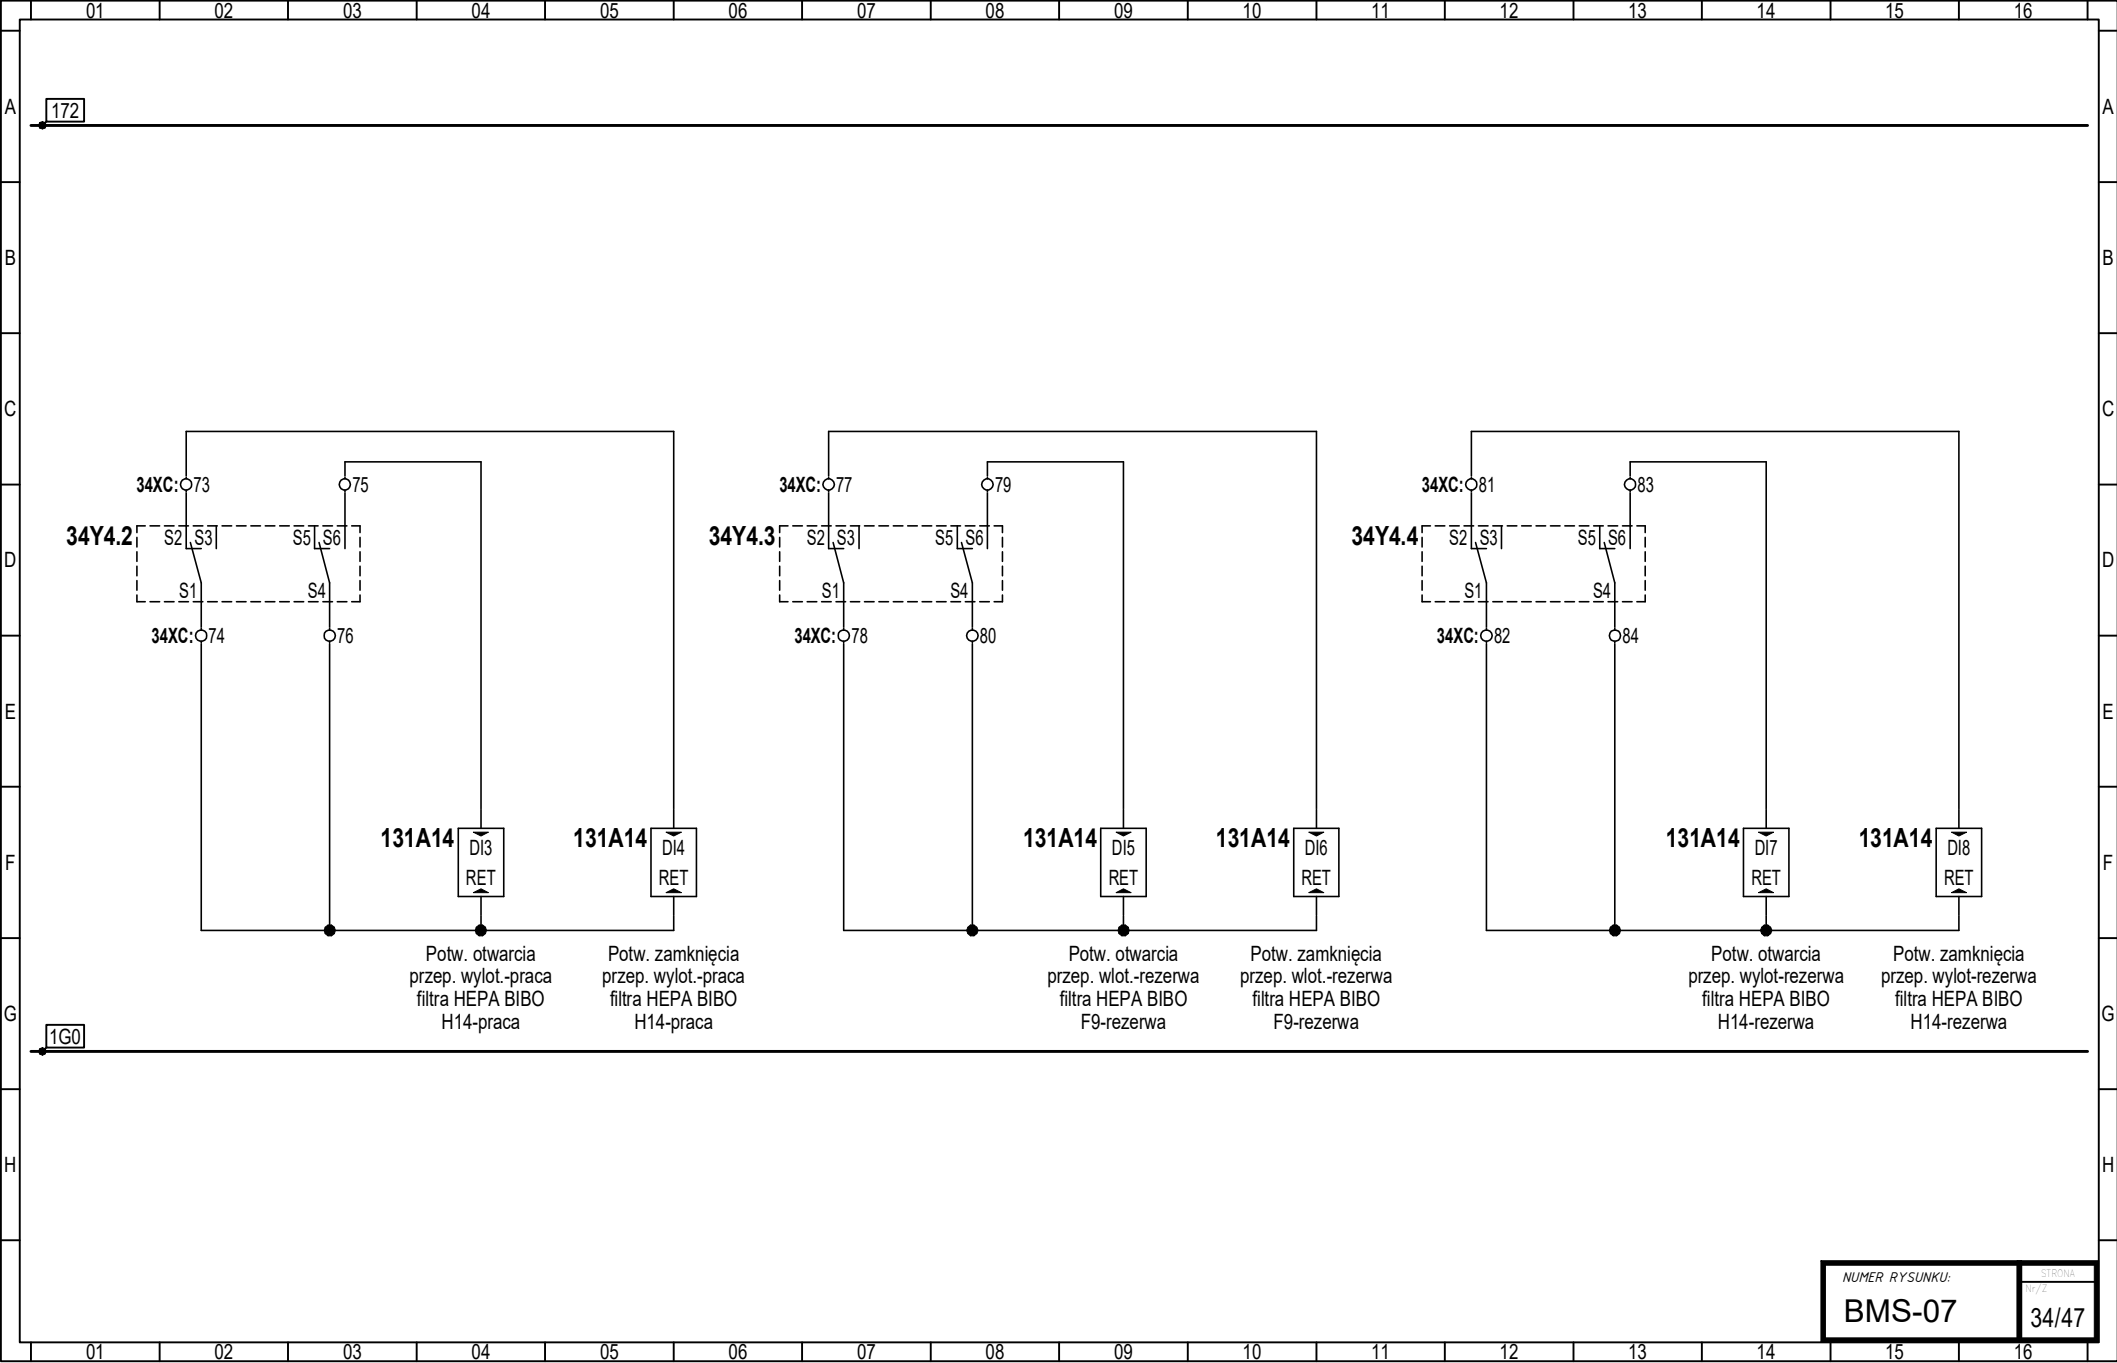 01 02 03 04 05 06 07 08 09 10 11 12 13 14 15 16
A A
172
B B
C C
34XC: 73 75 34XC: 77 79 34XC: 81 83
34Y4.2 S2 S3 S5 S6 34Y4.3 S2 S3 S5 S6 34Y4.4 S2 S3 S5 S6
D D
S1 S4 S1 S4 S1 S4
34XC: 74 76 34XC: 78 80 34XC: 82 84
E E
131A14 DI3 131A14 DI4 131A14 DI5 131A14 DI6 131A14 DI7 131A14 DI8
F F
RET RET RET RET RET RET
Potw. otwarcia Potw. zamknięcia Potw. otwarcia Potw. zamknięcia Potw. otwarcia Potw. zamknięcia
przep. wylot.-praca przep. wylot.-praca przep. wlot.-rezerwa przep. wlot.-rezerwa przep. wylot-rezerwa przep. wylot-rezerwa
filtra HEPA BIBO filtra HEPA BIBO filtra HEPA BIBO filtra HEPA BIBO filtra HEPA BIBO filtra HEPA BIBO
G G
H14-praca H14-praca F9-rezerwa F9-rezerwa H14-rezerwa H14-rezerwa
1G0
H H
NUMER RYSUNKU: STRONA
Nr/Z
BMS-07 34/47
01 02 03 04 05 06 07 08 09 10 11 12 13 14 15 16